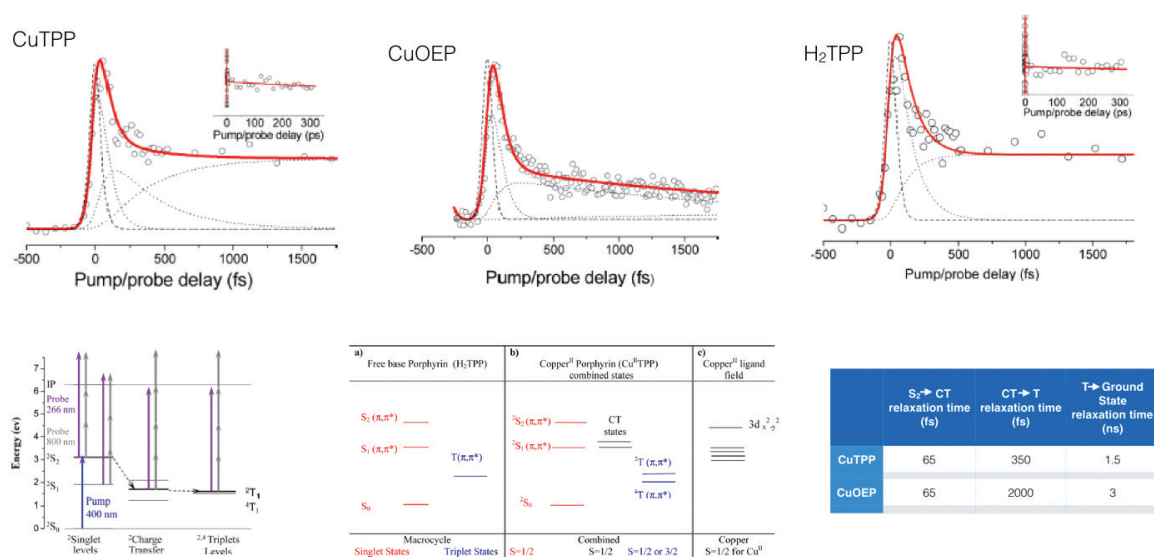 CuTPP
0 100 200 300
Pump/probe delay (ps)
-500 0 500 1000 1500
Pump/probe delay (fs)
CuOEP
-500 0 500 1000 1500
Pump/probe delay (fs)
H2TPP
0 100 200 300
Pump/probe delay (ps)
-500 0 500 1000 1500
Pump/probe delay (fs)
Energy (ev)
7
IP
6
Probe
266 nm
5
Probe
800 nm
4
²S₂
3
²S₁
2
Pump
400 nm
1
²S₀
0
²T₁
⁴T₁
²Singlet levels
²Charge Transfer
²,⁴Triplets Levels
a)
Free base Porphyrin (H2TPP)
S₂ (π,π*)
S₁ (π,π*)
T(π,π*)
S₀
Macrocycle
Singlet States Triplet States
b)
Copperᴵᴵ Porphyrin (CuᴵᴵTPP)
combined states
²S₂(π,π*)
CT
states
²S₁(π,π*)
²T (π,π*)
⁴T (π,π*)
²S₀
Combined
S=1/2 S=1/2 S=1/2 or 3/2
c)
Copperᴵᴵ ligand
field
3d x²-y²
Copper
S=1/2 for Cuᴵᴵ
S₂→ CT
relaxation time
(fs)
CT→ T
relaxation time
(fs)
T→ Ground
State
relaxation time
(ns)
CuTPP 65 350 1.5
CuOEP 65 2000 3